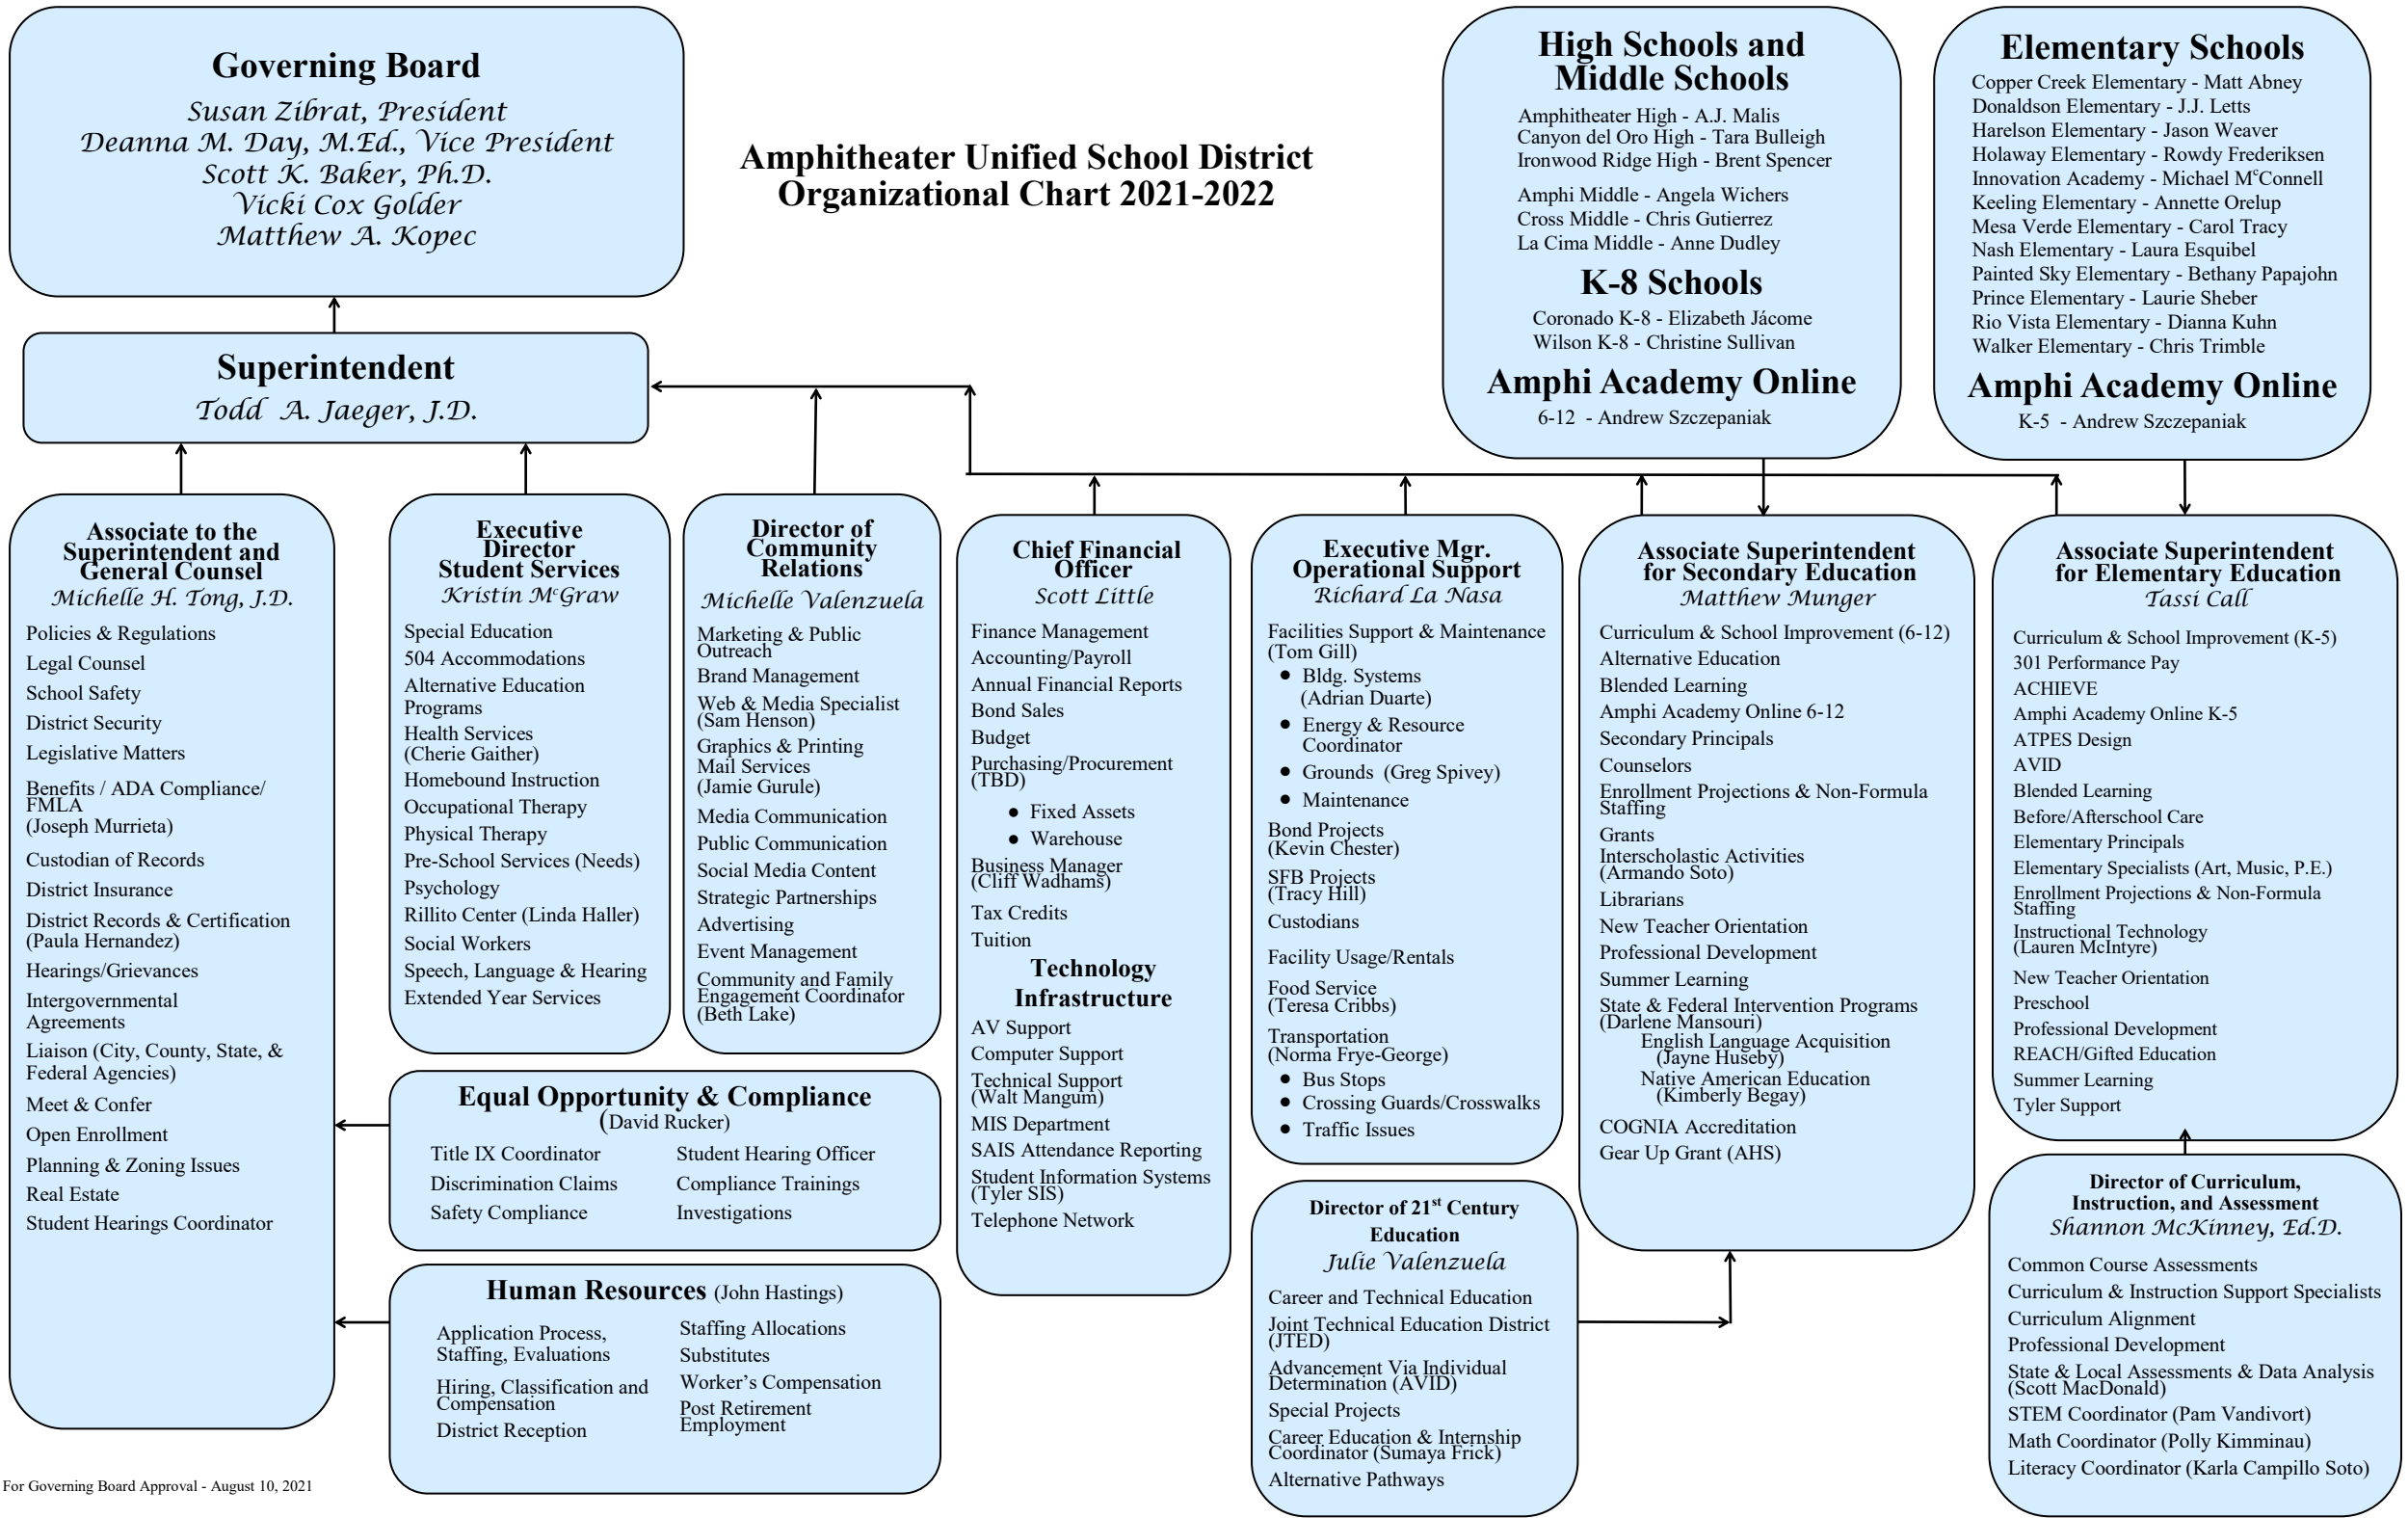 Governing Board
Susan Zibrat, President
Deanna M. Day, M.Ed., Vice President
Scott K. Baker, Ph.D.
Vicki Cox Golder
Matthew A. Kopec
Amphitheater Unified School District
Organizational Chart 2021-2022
High Schools and
Middle Schools
Amphitheater High - A.J. Malis
Canyon del Oro High - Tara Bulleigh
Ironwood Ridge High - Brent Spencer
Amphi Middle - Angela Wichers
Cross Middle - Chris Gutierrez
La Cima Middle - Anne Dudley
K-8 Schools
Coronado K-8 - Elizabeth Jácome
Wilson K-8 - Christine Sullivan
Amphi Academy Online
6-12 - Andrew Szczepaniak
Elementary Schools
Copper Creek Elementary - Matt Abney
Donaldson Elementary - J.J. Letts
Harelson Elementary - Jason Weaver
Holaway Elementary - Rowdy Frederiksen
Innovation Academy - Michael McConnell
Keeling Elementary - Annette Orelup
Mesa Verde Elementary - Carol Tracy
Nash Elementary - Laura Esquibel
Painted Sky Elementary - Bethany Papajohn
Prince Elementary - Laurie Sheber
Rio Vista Elementary - Dianna Kuhn
Walker Elementary - Chris Trimble
Amphi Academy Online
K-5 - Andrew Szczepaniak
Superintendent
Todd A. Jaeger, J.D.
Associate to the
Superintendent and
General Counsel
Michelle H. Tong, J.D.
Policies & Regulations
Legal Counsel
School Safety
District Security
Legislative Matters
Benefits / ADA Compliance/
FMLA
(Joseph Murrieta)
Custodian of Records
District Insurance
District Records & Certification
(Paula Hernandez)
Hearings/Grievances
Intergovernmental
Agreements
Liaison (City, County, State, &
Federal Agencies)
Meet & Confer
Open Enrollment
Planning & Zoning Issues
Real Estate
Student Hearings Coordinator
Executive
Director
Student Services
Kristin McGraw
Special Education
504 Accommodations
Alternative Education
Programs
Health Services
(Cherie Gaither)
Homebound Instruction
Occupational Therapy
Physical Therapy
Pre-School Services (Needs)
Psychology
Rillito Center (Linda Haller)
Social Workers
Speech, Language & Hearing
Extended Year Services
Director of
Community
Relations
Michelle Valenzuela
Marketing & Public
Outreach
Brand Management
Web & Media Specialist
(Sam Henson)
Graphics & Printing
Mail Services
(Jamie Gurule)
Media Communication
Public Communication
Social Media Content
Strategic Partnerships
Advertising
Event Management
Community and Family
Engagement Coordinator
(Beth Lake)
Equal Opportunity & Compliance
(David Rucker)
Title IX Coordinator
Discrimination Claims
Safety Compliance
Student Hearing Officer
Compliance Trainings
Investigations
Human Resources (John Hastings)
Application Process,
Staffing, Evaluations
Hiring, Classification and
Compensation
District Reception
Staffing Allocations
Substitutes
Worker's Compensation
Post Retirement
Employment
Chief Financial
Officer
Scott Little
Finance Management
Accounting/Payroll
Annual Financial Reports
Bond Sales
Budget
Purchasing/Procurement
(TBD)
● Fixed Assets
● Warehouse
Business Manager
(Cliff Wadhams)
Tax Credits
Tuition
Technology
Infrastructure
AV Support
Computer Support
Technical Support
(Walt Mangum)
MIS Department
SAIS Attendance Reporting
Student Information Systems
(Tyler SIS)
Telephone Network
Executive Mgr.
Operational Support
Richard La Nasa
Facilities Support & Maintenance
(Tom Gill)
● Bldg. Systems
(Adrian Duarte)
● Energy & Resource
Coordinator
● Grounds (Greg Spivey)
● Maintenance
Bond Projects
(Kevin Chester)
SFB Projects
(Tracy Hill)
Custodians
Facility Usage/Rentals
Food Service
(Teresa Cribbs)
Transportation
(Norma Frye-George)
● Bus Stops
● Crossing Guards/Crosswalks
● Traffic Issues
Director of 21st Century
Education
Julie Valenzuela
Career and Technical Education
Joint Technical Education District
(JTED)
Advancement Via Individual
Determination (AVID)
Special Projects
Career Education & Internship
Coordinator (Sumaya Frick)
Alternative Pathways
Associate Superintendent
for Secondary Education
Matthew Munger
Curriculum & School Improvement (6-12)
Alternative Education
Blended Learning
Amphi Academy Online 6-12
Secondary Principals
Counselors
Enrollment Projections & Non-Formula
Staffing
Grants
Interscholastic Activities
(Armando Soto)
Librarians
New Teacher Orientation
Professional Development
Summer Learning
State & Federal Intervention Programs
(Darlene Mansouri)
English Language Acquisition
(Jayne Huseby)
Native American Education
(Kimberly Begay)
COGNIA Accreditation
Gear Up Grant (AHS)
Associate Superintendent
for Elementary Education
Tassi Call
Curriculum & School Improvement (K-5)
301 Performance Pay
ACHIEVE
Amphi Academy Online K-5
ATPES Design
AVID
Blended Learning
Before/Afterschool Care
Elementary Principals
Elementary Specialists (Art, Music, P.E.)
Enrollment Projections & Non-Formula
Staffing
Instructional Technology
(Lauren McIntyre)
New Teacher Orientation
Preschool
Professional Development
REACH/Gifted Education
Summer Learning
Tyler Support
Director of Curriculum,
Instruction, and Assessment
Shannon McKinney, Ed.D.
Common Course Assessments
Curriculum & Instruction Support Specialists
Curriculum Alignment
Professional Development
State & Local Assessments & Data Analysis
(Scott MacDonald)
STEM Coordinator (Pam Vandivort)
Math Coordinator (Polly Kimminau)
Literacy Coordinator (Karla Campillo Soto)
For Governing Board Approval - August 10, 2021